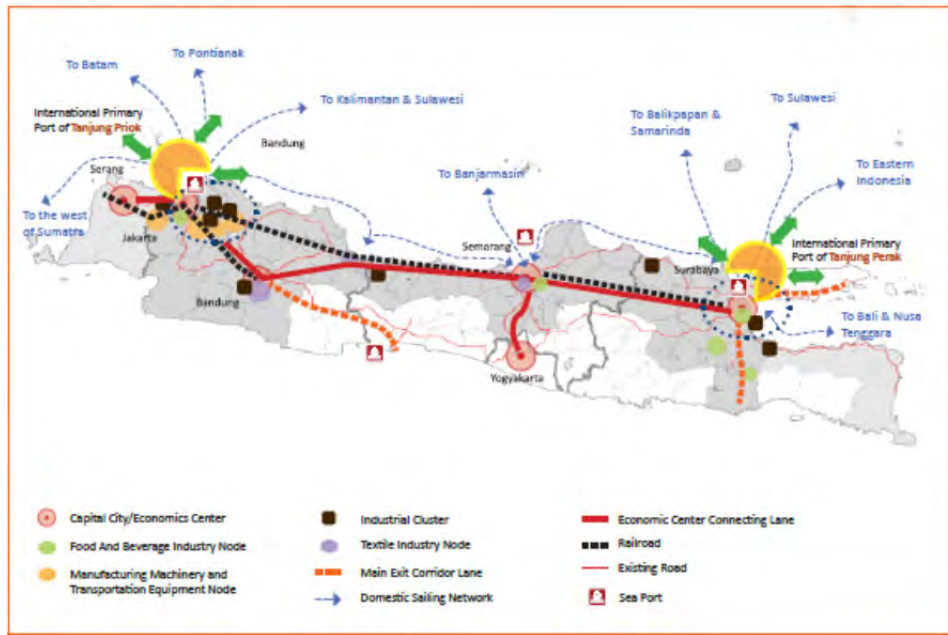 To Pontianak
To Batam
To Sulawesi
International Primary
Port of Tanjung Priok
To Kalimantan & Sulawesi
To Balikpapan &
Samarinda
Bandung
Serang
To Banjarmasin
To Eastern
Indonesia
To the west
of Sumatra
Jakarta
Semarang
Surabaya
International Primary
Port of Tanjung Perak
Bandung
To Bali & Nusa
Tenggara
Yogyakarta
Capital City/Economics Center
Industrial Cluster
Economic Center Connecting Lane
Food And Beverage Industry Node
Textile Industry Node
Railroad
Manufacturing Machinery and
Transportation Equipment Node
Main Exit Corridor Lane
Existing Road
Domestic Sailing Network
Sea Port